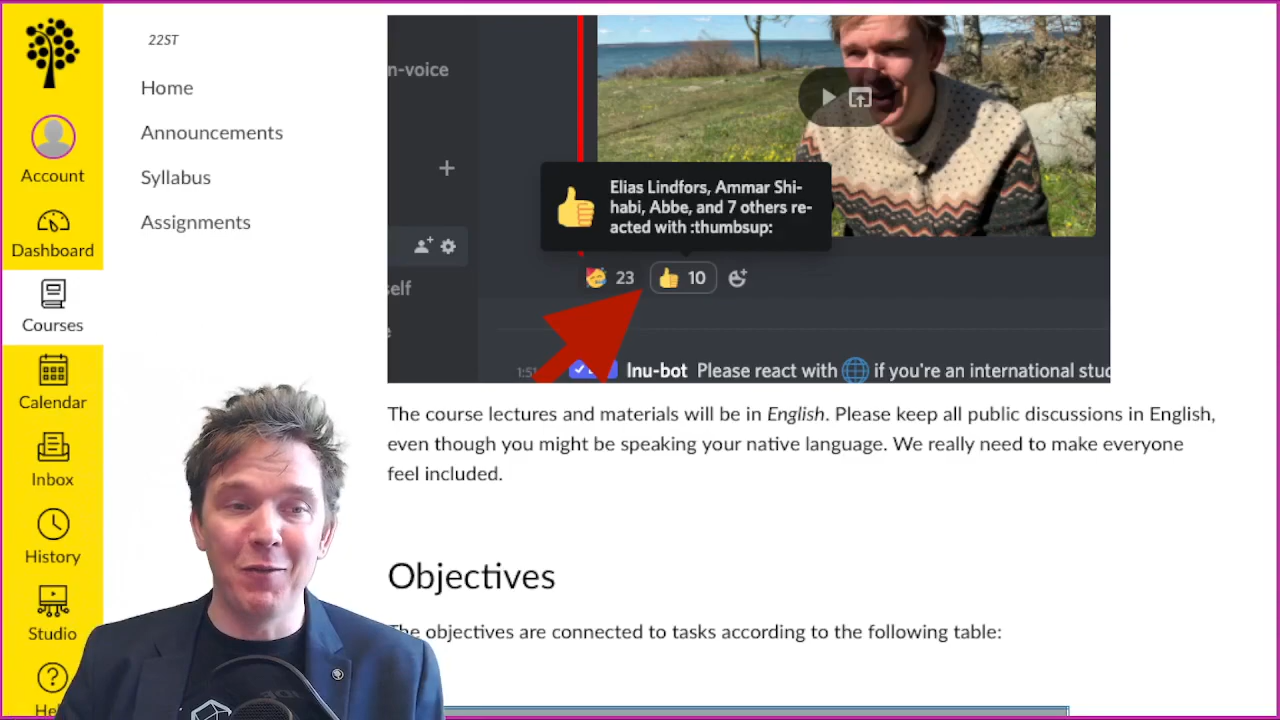 22ST
Home
Announcements
Syllabus
Assignments
Account
Dashboard
Courses
Calendar
Inbox
History
Studio
n-voice
Elias Lindfors, Ammar Shi-
habi, Abbe, and 7 others re-
acted with :thumbsup:
23
10
self
Inu-bot Please react with if you're an international stu
The course lectures and materials will be in English. Please keep all public discussions in English,
even though you might be speaking your native language. We really need to make everyone
feel included.
Objectives
The objectives are connected to tasks according to the following table: